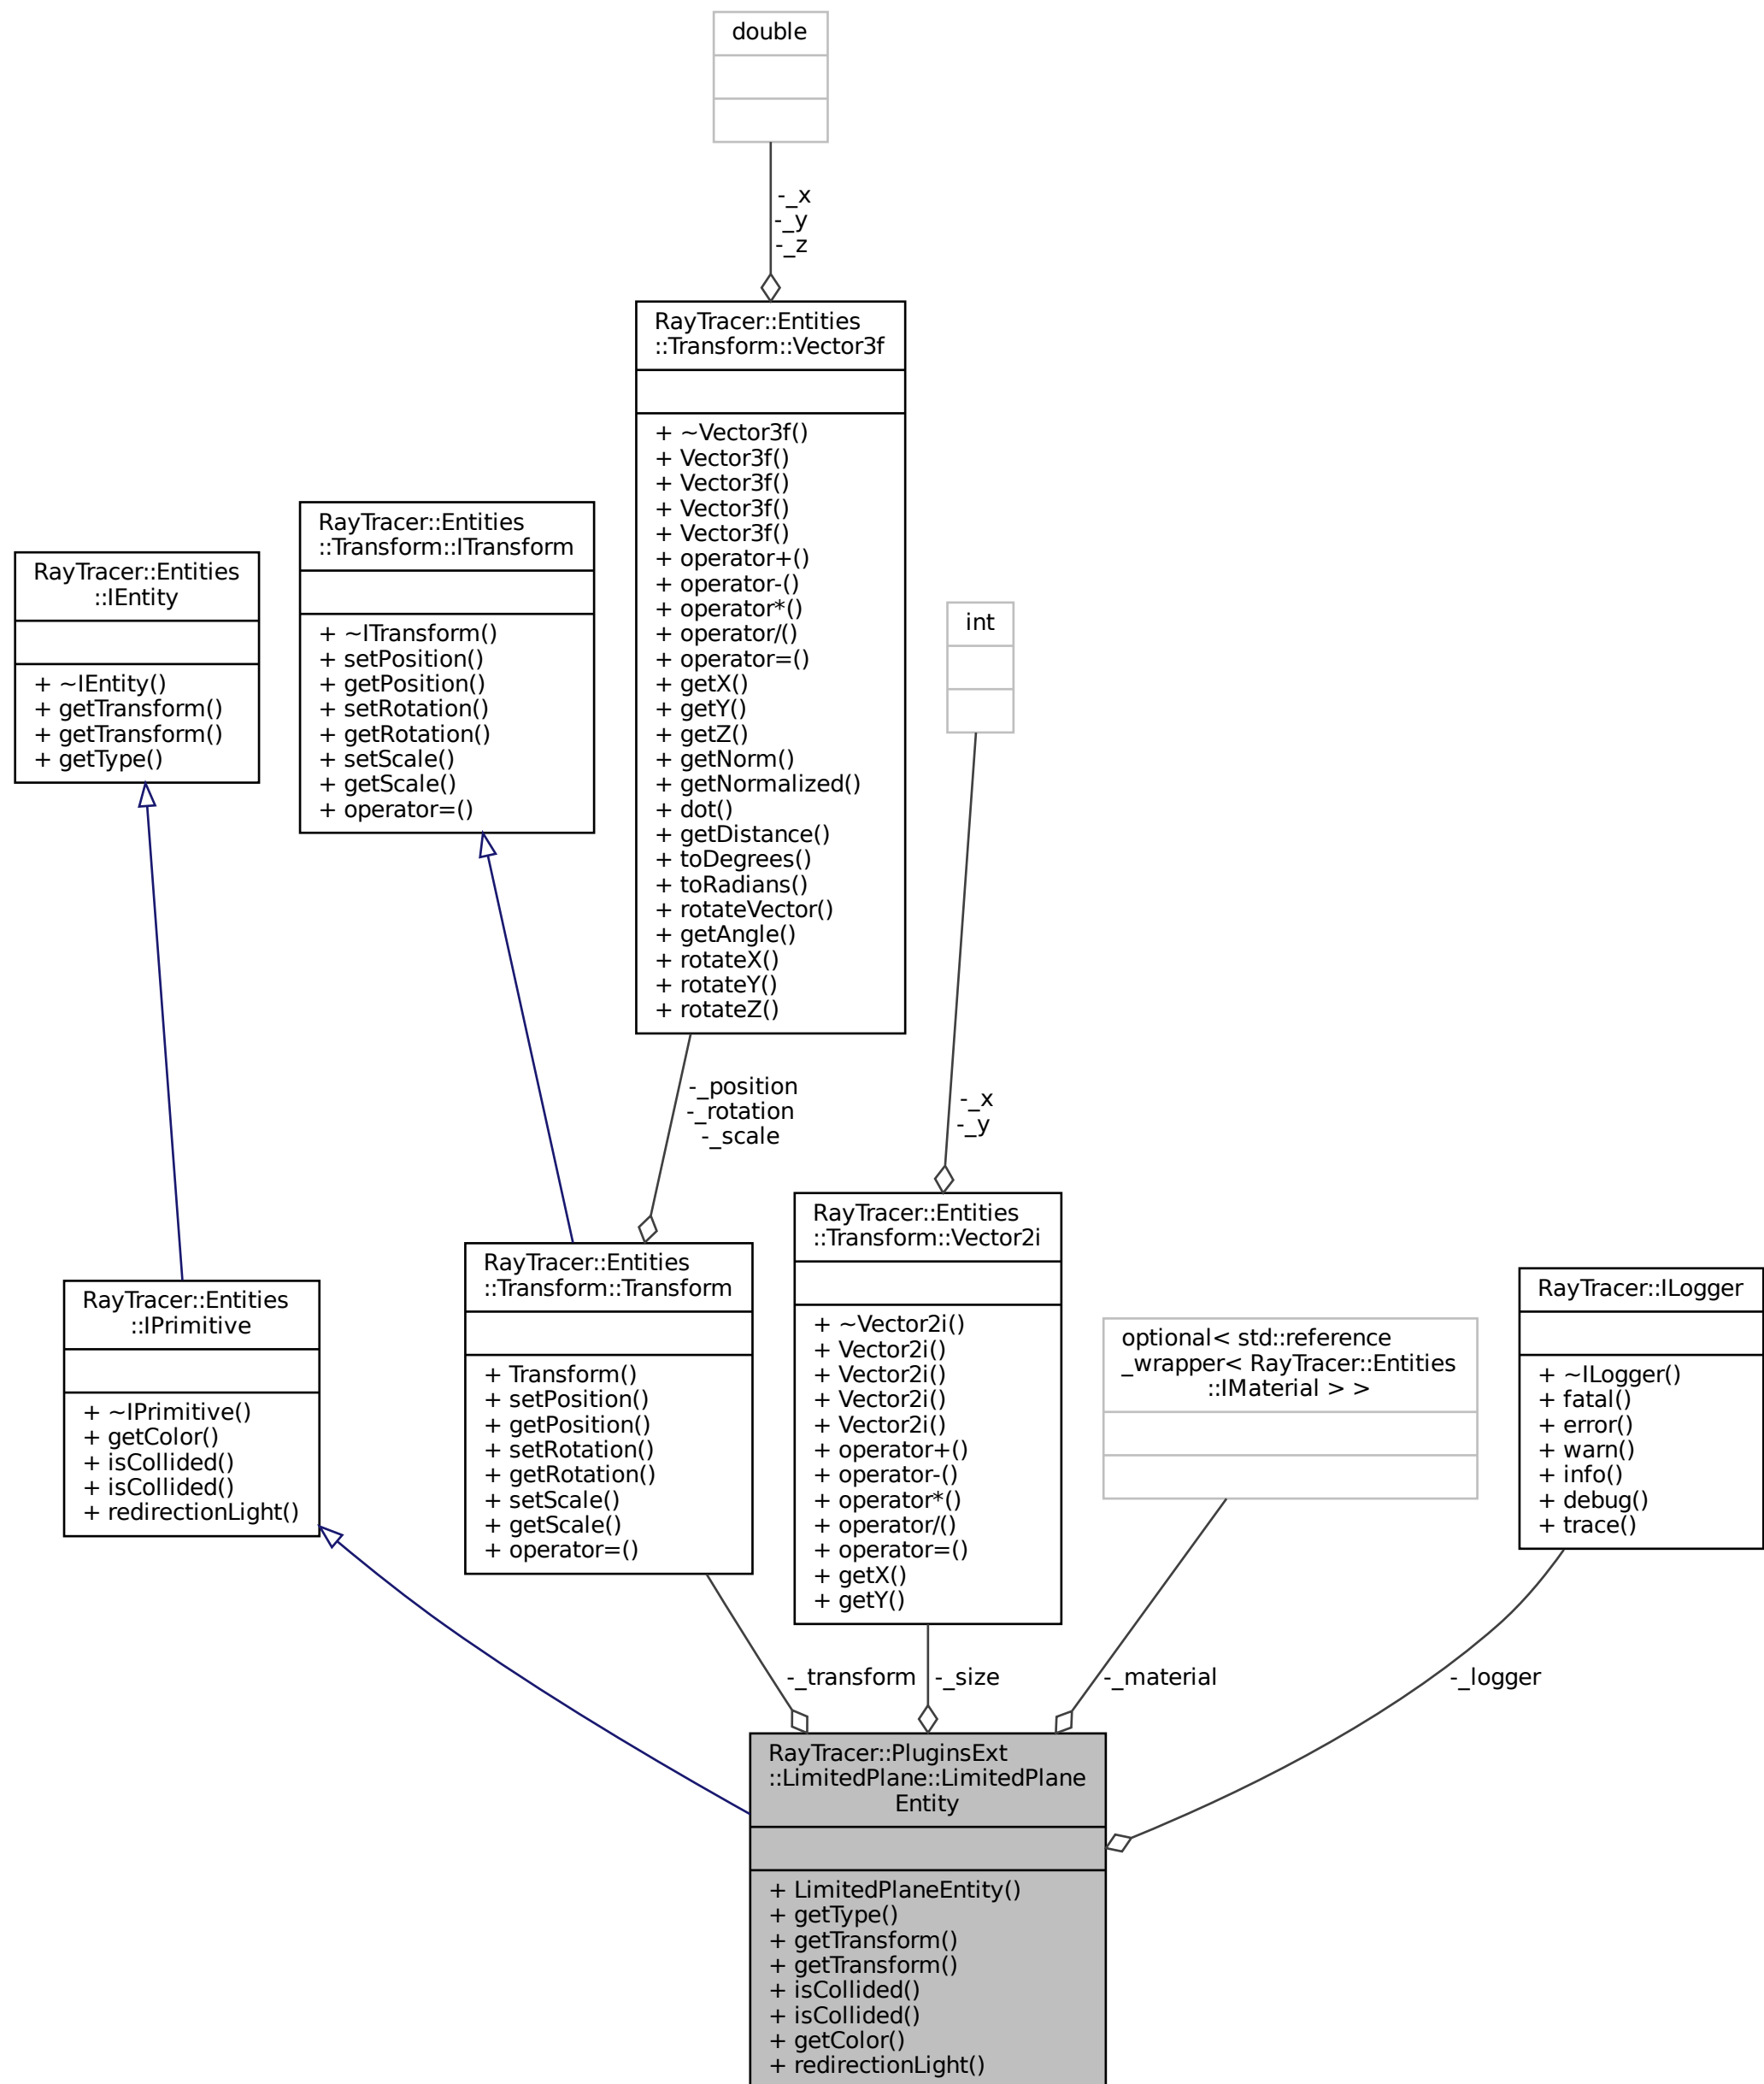 double
-_x
-_y
-_z
RayTracer::Entities
::Transform::Vector3f
+ ~Vector3f()
+ Vector3f()
+ Vector3f()
+ Vector3f()
+ Vector3f()
+ operator+()
+ operator-()
+ operator*()
+ operator/()
+ operator=()
+ getX()
+ getY()
+ getZ()
+ getNorm()
+ getNormalized()
+ dot()
+ getDistance()
+ toDegrees()
+ toRadians()
+ rotateVector()
+ getAngle()
+ rotateX()
+ rotateY()
+ rotateZ()
RayTracer::Entities
::Transform::ITransform
+ ~ITransform()
+ setPosition()
+ getPosition()
+ setRotation()
+ getRotation()
+ setScale()
+ getScale()
+ operator=()
RayTracer::Entities
::IEntity
+ ~IEntity()
+ getTransform()
+ getTransform()
+ getType()
int
-_position
-_rotation
-_scale
-_x
-_y
RayTracer::Entities
::IPrimitive
+ ~IPrimitive()
+ getColor()
+ isCollided()
+ isCollided()
+ redirectionLight()
RayTracer::Entities
::Transform::Transform
+ Transform()
+ setPosition()
+ getPosition()
+ setRotation()
+ getRotation()
+ setScale()
+ getScale()
+ operator=()
RayTracer::Entities
::Transform::Vector2i
+ ~Vector2i()
+ Vector2i()
+ Vector2i()
+ Vector2i()
+ Vector2i()
+ operator+()
+ operator-()
+ operator*()
+ operator/()
+ operator=()
+ getX()
+ getY()
optional< std::reference
_wrapper< RayTracer::Entities
::IMaterial > >
RayTracer::ILogger
+ ~ILogger()
+ fatal()
+ error()
+ warn()
+ info()
+ debug()
+ trace()
-_transform
-_size
-_material
-_logger
RayTracer::PluginsExt
::LimitedPlane::LimitedPlane
Entity
+ LimitedPlaneEntity()
+ getType()
+ getTransform()
+ getTransform()
+ isCollided()
+ isCollided()
+ getColor()
+ redirectionLight()